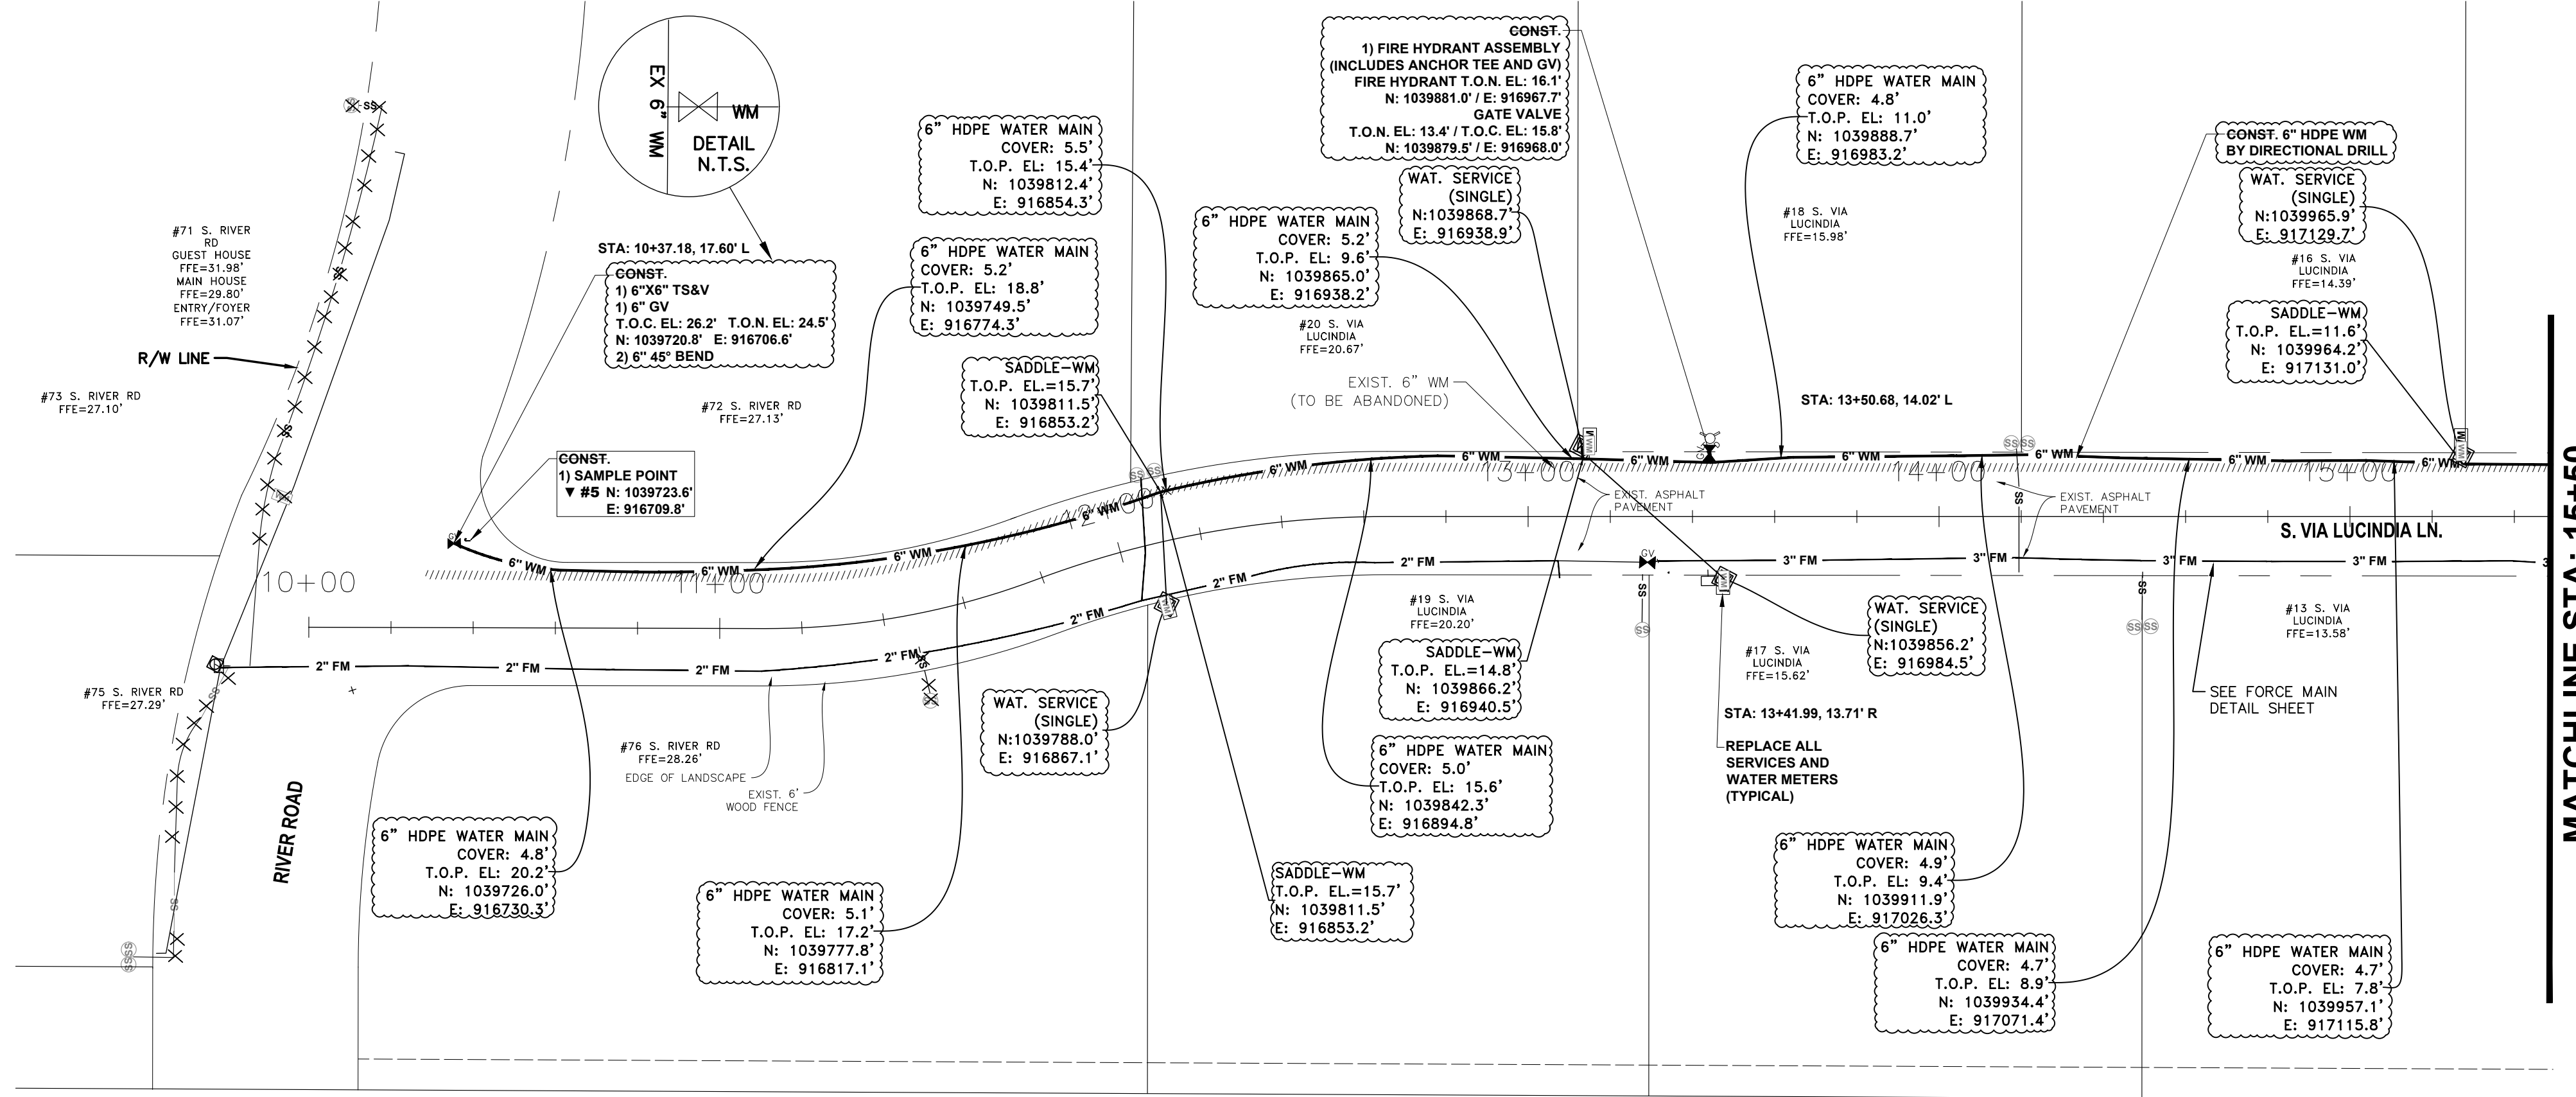 SS
EX 6" WM
WM
DETAIL
N.T.S.
#71 S. RIVER
RD
GUEST HOUSE
FFE=31.98'
MAIN HOUSE
FFE=29.80'
ENTRY/FOYER
FFE=31.07'
R/W LINE
#73 S. RIVER RD
FFE=27.10'
STA: 10+37.18, 17.60' L
CONST.
1) 6"X6" TS&V
1) 6" GV
T.O.C. EL: 26.2' T.O.N. EL: 24.5'
N: 1039720.8' E: 916706.6'
2) 6" 45° BEND
#72 S. RIVER RD
FFE=27.13'
CONST.
1) SAMPLE POINT
▼ #5 N: 1039723.6'
E: 916709.8'
6" HDPE WATER MAIN
COVER: 5.5'
T.O.P. EL: 15.4'
N: 1039812.4'
E: 916854.3'
6" HDPE WATER MAIN
COVER: 5.2'
T.O.P. EL: 18.8'
N: 1039749.5'
E: 916774.3'
SADDLE-WM
T.O.P. EL.=15.7'
N: 1039811.5'
E: 916853.2'
CONST.
1) FIRE HYDRANT ASSEMBLY
(INCLUDES ANCHOR TEE AND GV)
FIRE HYDRANT T.O.N. EL: 16.1'
N: 1039881.0' / E: 916967.7'
GATE VALVE
T.O.N. EL: 13.4' / T.O.C. EL: 15.8'
N: 1039879.5' / E: 916968.0'
WAT. SERVICE
(SINGLE)
N:1039868.7'
E: 916938.9'
6" HDPE WATER MAIN
COVER: 5.2'
T.O.P. EL: 9.6'
N: 1039865.0'
E: 916938.2'
#20 S. VIA
LUCINDIA
FFE=20.67'
EXIST. 6" WM
(TO BE ABANDONED)
6" HDPE WATER MAIN
COVER: 4.8'
T.O.P. EL: 11.0'
N: 1039888.7'
E: 916983.2'
#18 S. VIA
LUCINDIA
FFE=15.98'
STA: 13+50.68, 14.02' L
CONST. 6" HDPE WM
BY DIRECTIONAL DRILL
WAT. SERVICE
(SINGLE)
N:1039965.9'
E: 917129.7'
#16 S. VIA
LUCINDIA
FFE=14.39'
SADDLE-WM
T.O.P. EL.=11.6'
N: 1039964.2'
E: 917131.0'
GV
6" WM
6" WM
6" WM
6" WM
6" WM
6" WM
6" WM
6" WM
6" WM
6" WM
6" WM
10+00
11+00
12+00
13+00
14+00
15+00
EXIST. ASPHALT
PAVEMENT
EXIST. ASPHALT
PAVEMENT
S. VIA LUCINDIA LN.
MATCHLINE STA: 15+50
2" FM
2" FM
2" FM
2" FM
2" FM
2" FM
2" FM
GV
3" FM
3" FM
3" FM
3" FM
3
#75 S. RIVER RD
FFE=27.29'
RIVER ROAD
#76 S. RIVER RD
FFE=28.26'
EDGE OF LANDSCAPE
EXIST. 6'
WOOD FENCE
WAT. SERVICE
(SINGLE)
N:1039788.0'
E: 916867.1'
#19 S. VIA
LUCINDIA
FFE=20.20'
SADDLE-WM
T.O.P. EL.=14.8'
N: 1039866.2'
E: 916940.5'
6" HDPE WATER MAIN
COVER: 5.0'
T.O.P. EL: 15.6'
N: 1039842.3'
E: 916894.8'
#17 S. VIA
LUCINDIA
FFE=15.62'
STA: 13+41.99, 13.71' R
REPLACE ALL
SERVICES AND
WATER METERS
(TYPICAL)
WAT. SERVICE
(SINGLE)
N:1039856.2'
E: 916984.5'
#13 S. VIA
LUCINDIA
FFE=13.58'
SEE FORCE MAIN
DETAIL SHEET
6" HDPE WATER MAIN
COVER: 4.8'
T.O.P. EL: 20.2'
N: 1039726.0'
E: 916730.3'
6" HDPE WATER MAIN
COVER: 5.1'
T.O.P. EL: 17.2'
N: 1039777.8'
E: 916817.1'
SADDLE-WM
T.O.P. EL.=15.7'
N: 1039811.5'
E: 916853.2'
6" HDPE WATER MAIN
COVER: 4.9'
T.O.P. EL: 9.4'
N: 1039911.9'
E: 917026.3'
6" HDPE WATER MAIN
COVER: 4.7'
T.O.P. EL: 8.9'
N: 1039934.4'
E: 917071.4'
6" HDPE WATER MAIN
COVER: 4.7'
T.O.P. EL: 7.8'
N: 1039957.1'
E: 917115.8'